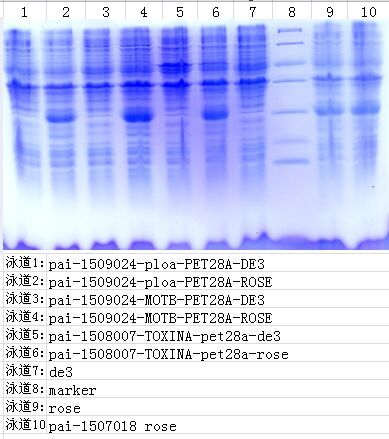 1 2 3 4 5 6 7 8 9 10
泳道1: pai-1509024-ploa-PET28A-DE3
泳道2: pai-1509024-ploa-PET28A-ROSE
泳道3: pai-1509024-MOTB-PET28A-DE3
泳道4: pai-1509024-MOTB-PET28A-ROSE
泳道5: pai-1508007-TOXINA-pet28a-de3
泳道6: pai-1508007-TOXINA-pet28a-rose
泳道7: de3
泳道8: marker
泳道9: rose
泳道10 pai-1507018 rose